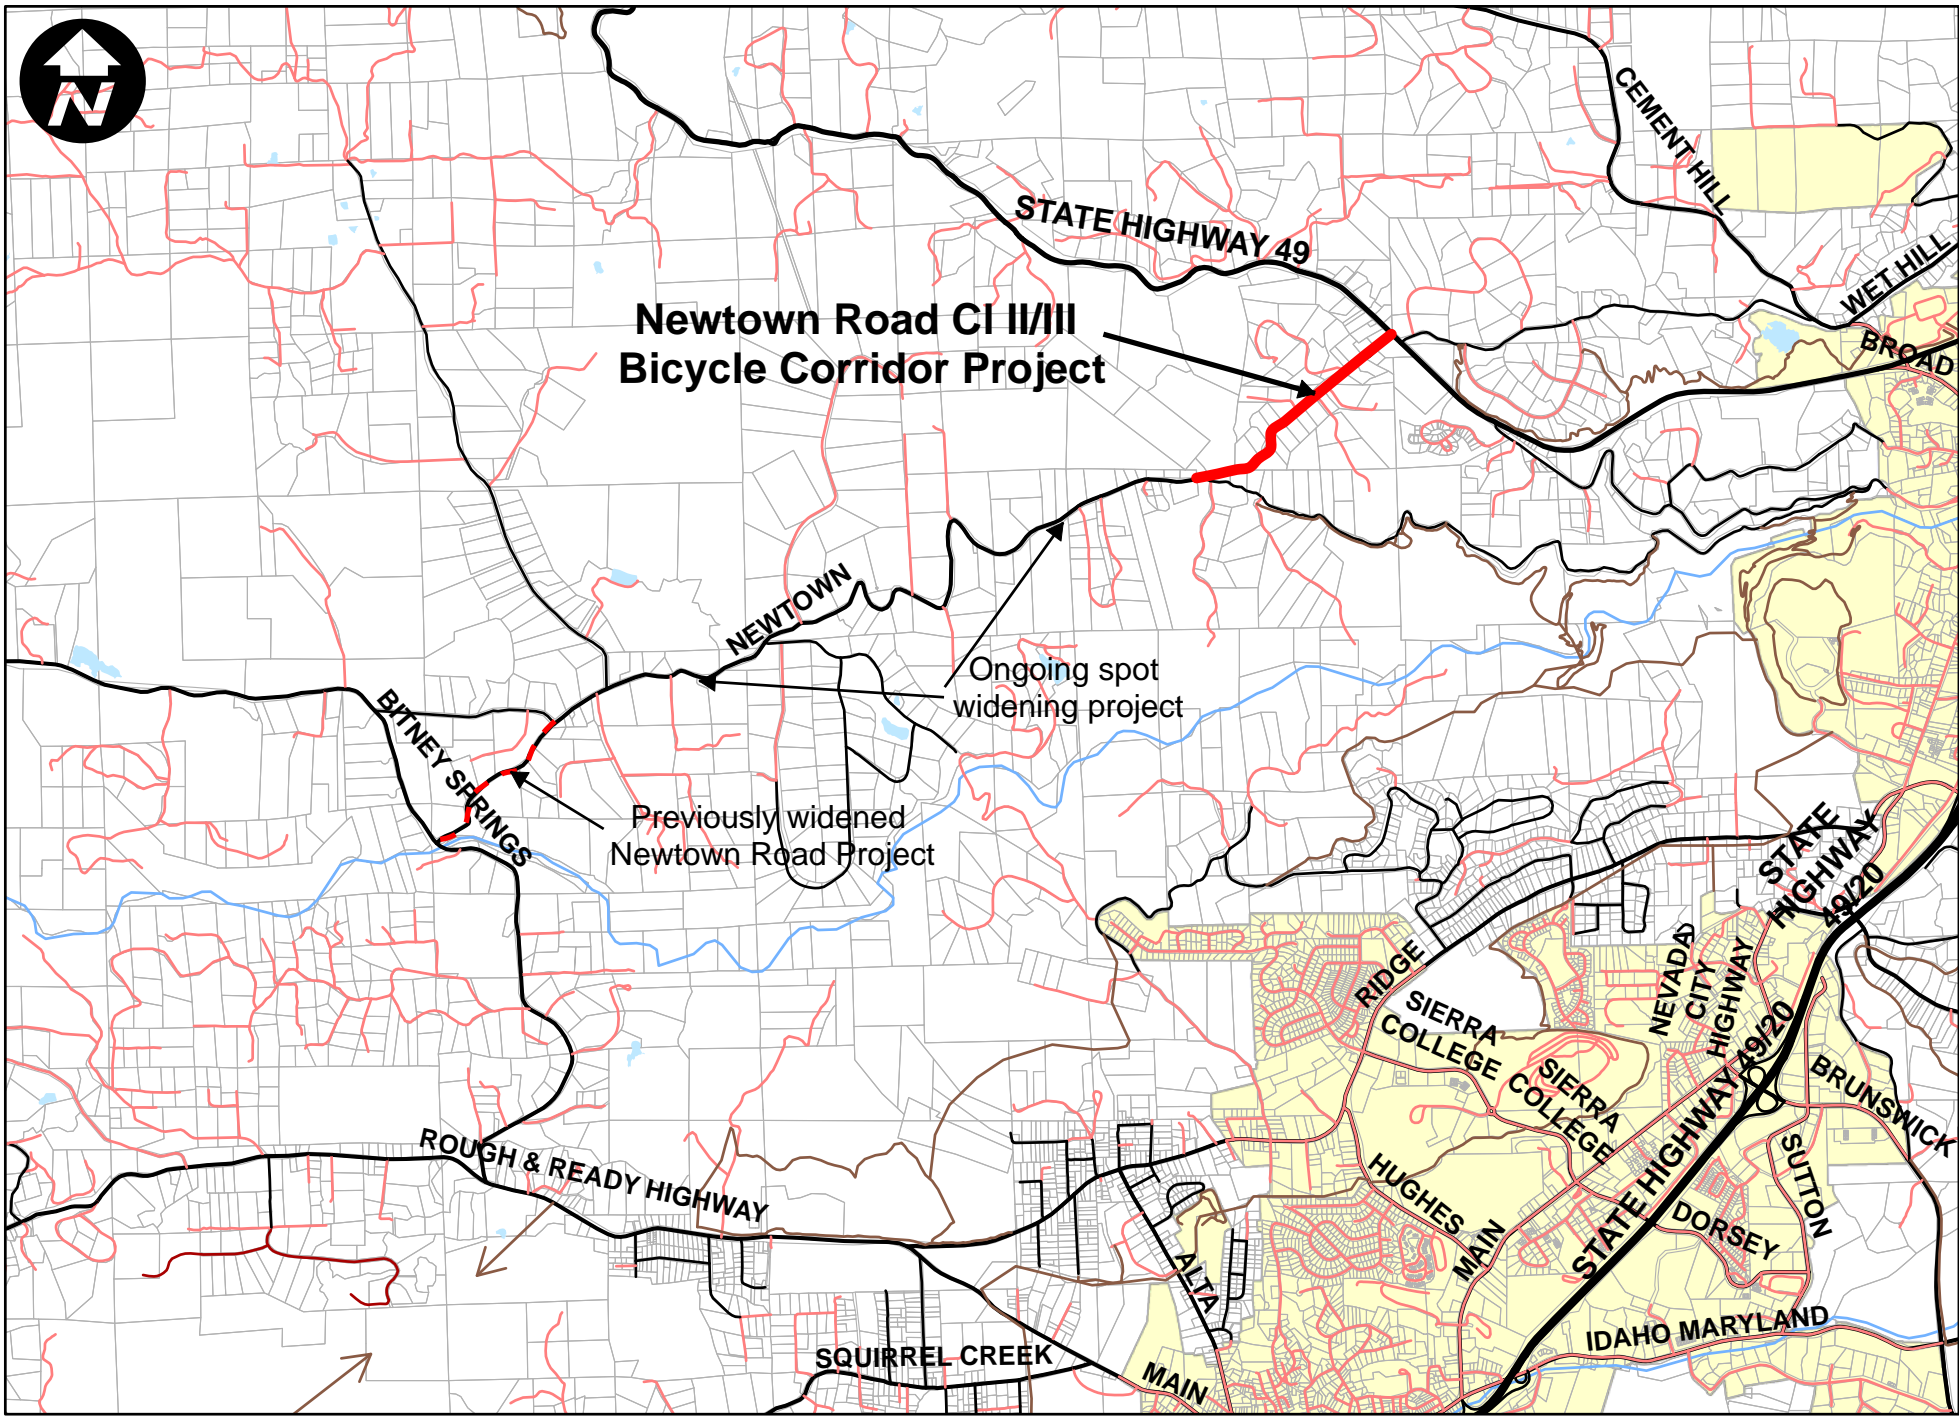 N
CEMENT HILL
STATE HIGHWAY 49
WET HILL
BROAD
Newtown Road Cl II/III
Bicycle Corridor Project
NEWTOWN
Ongoing spot
widening project
BITNEY SPRINGS
Previously widened
Newtown Road Project
STATE
HIGHWAY
49/20
RIDGE
NEVADA
CITY
HIGHWAY
SIERRA
COLLEGE
SIERRA
COLLEGE
STATE HIGHWAY 49/20
BRUNSWICK
ROUGH & READY HIGHWAY
HUGHES
SUTTON
DORSEY
MAIN
ALTA
IDAHO MARYLAND
SQUIRREL CREEK
MAIN